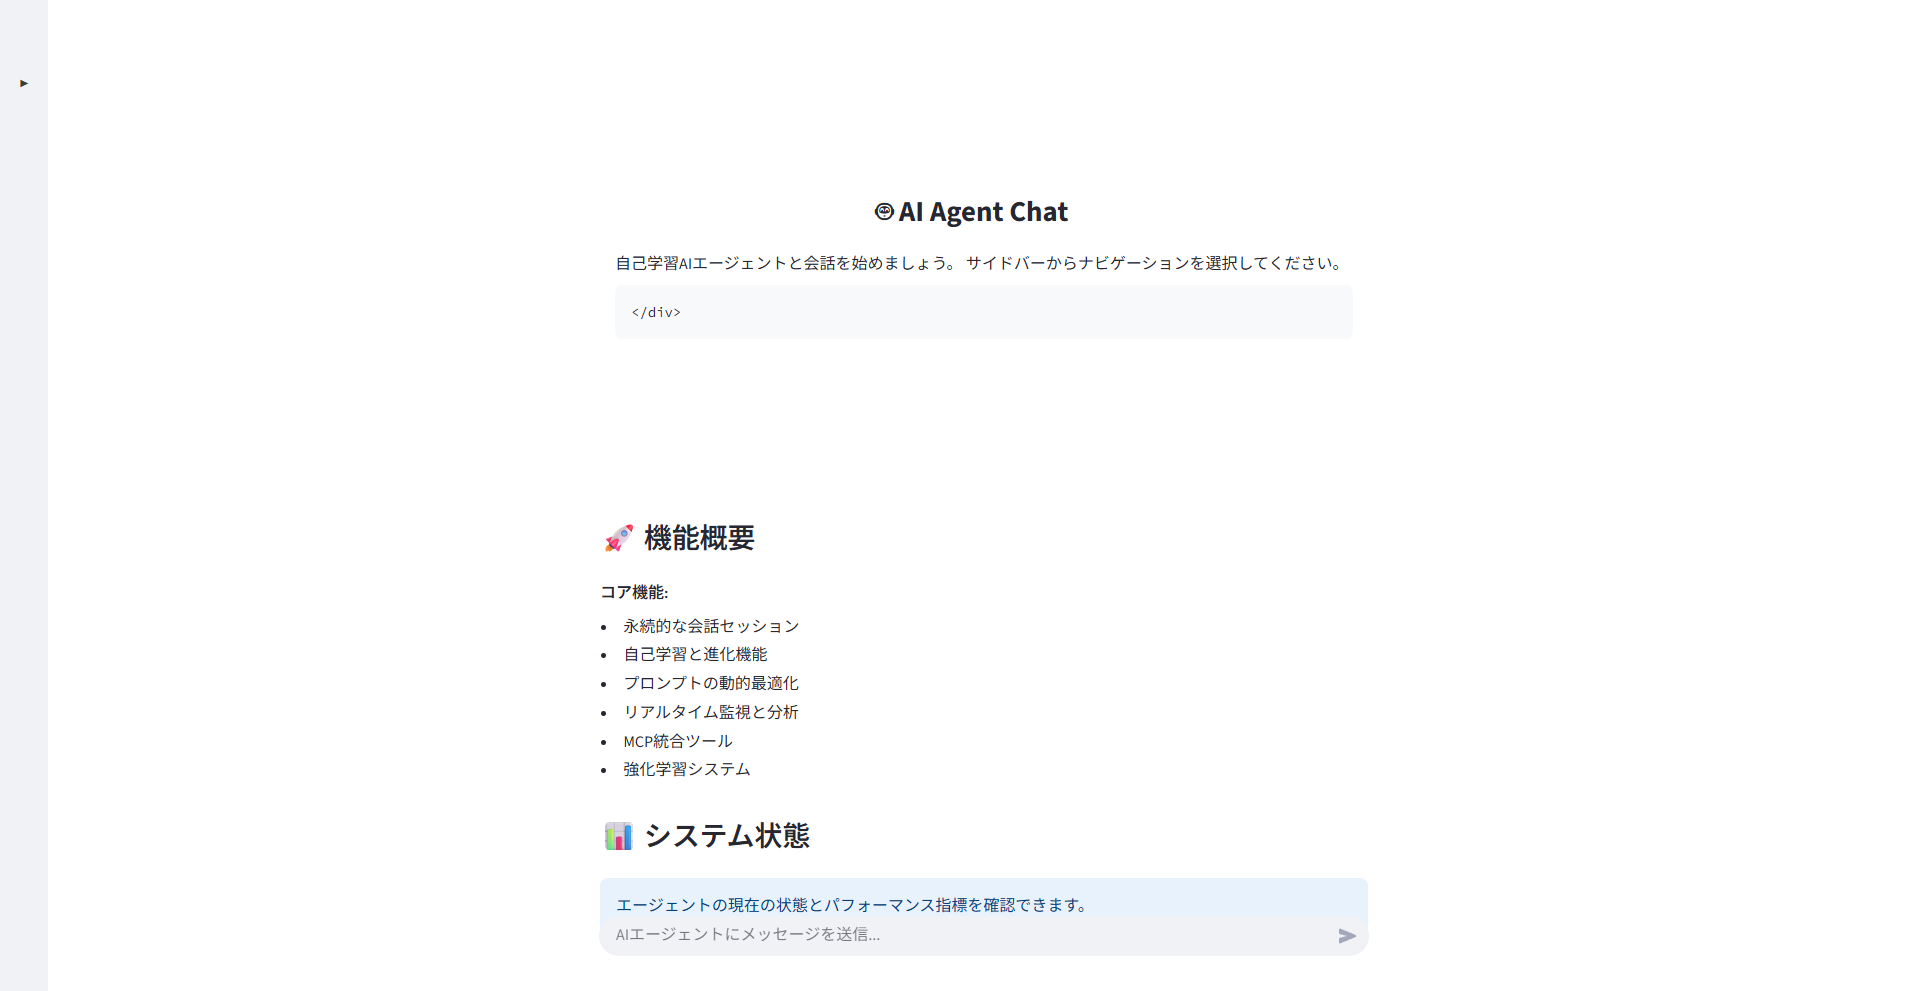 AI Agent Chat
自己学習AIエージェントと会話を始めましょう。 サイドバーからナビゲーションを選択してください。
</div>
機能概要
コア機能:
永続的な会話セッション
自己学習と進化機能
プロンプトの動的最適化
リアルタイム監視と分析
MCP統合ツール
強化学習システム
システム状態
エージェントの現在の状態とパフォーマンス指標を確認できます。
AIエージェントにメッセージを送信...